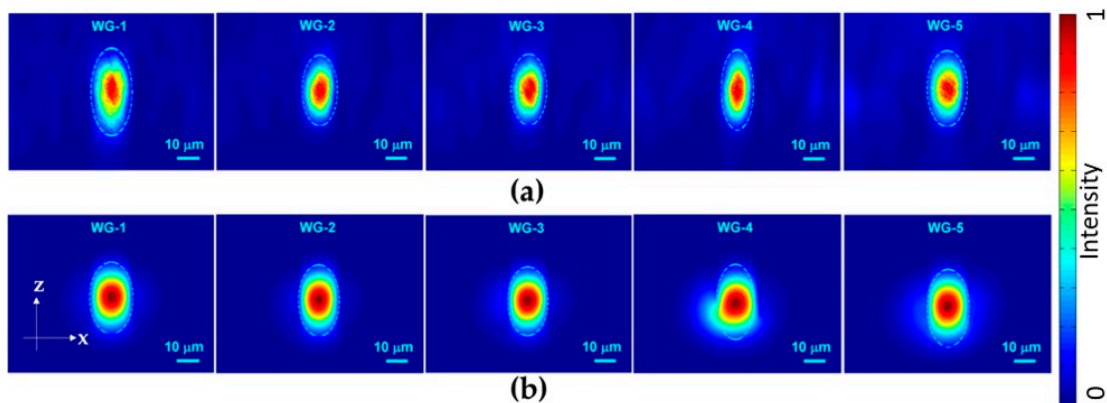 WG-1 WG-2 WG-3 WG-4 WG-5 1
10 μm 10 μm 10 μm 10 μm 10 μm
(a)
WG-1 WG-2 WG-3 WG-4 WG-5
Intensity
z
x
10 μm 10 μm 10 μm 10 μm 10 μm
(b)
0